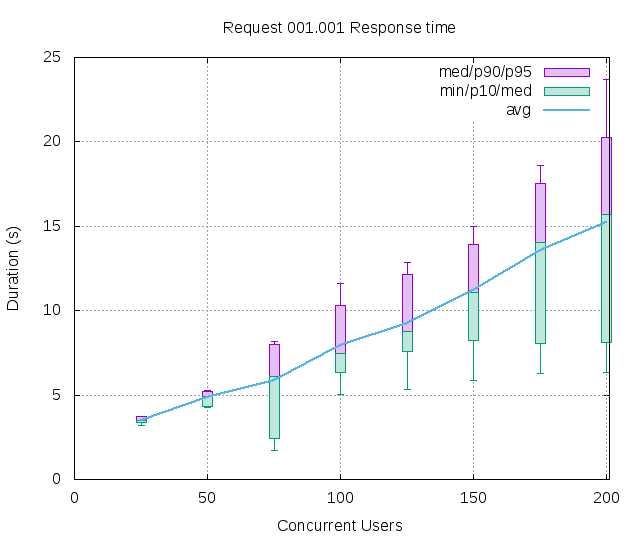 Request 001.001 Response time
25
20
15
10
5
0
Duration (s)
med/p90/p95
min/p10/med
avg
0 50 100 150 200
Concurrent Users